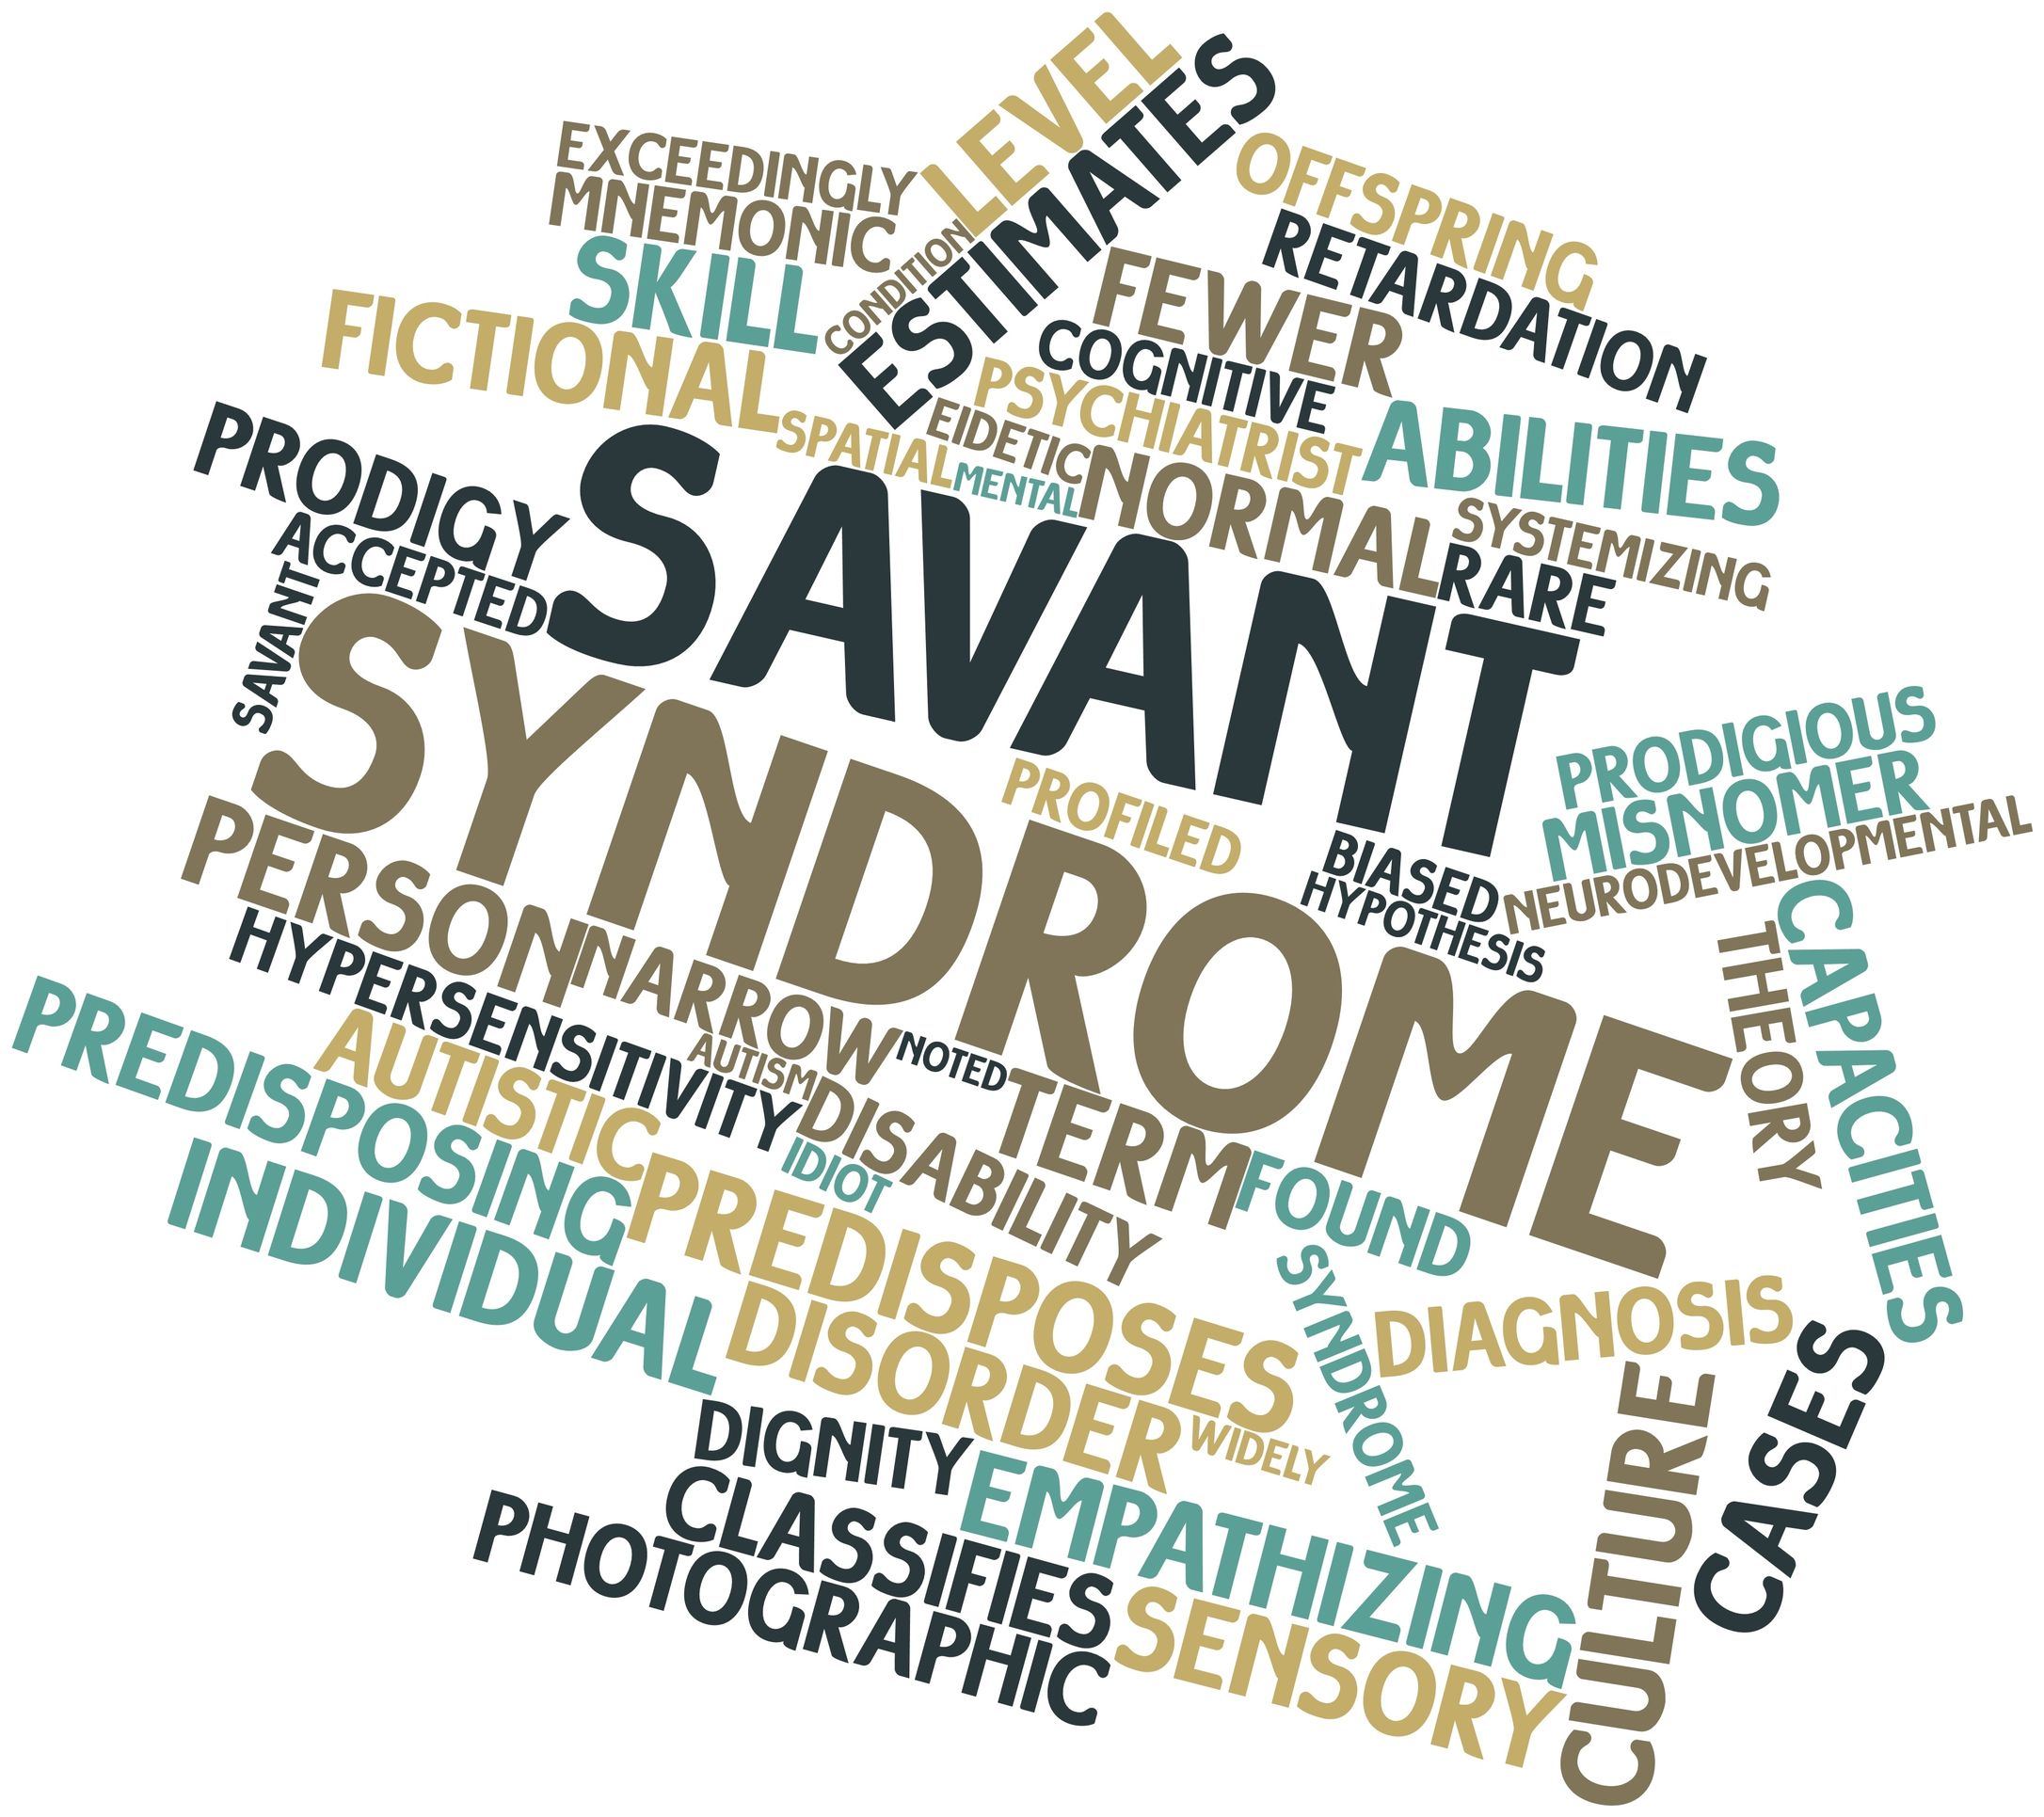 LEVEL
ESTIMATES
EXCEEDINGLY
MNEMONIC
OFFSPRING
RETARDATION
CONDITION
SKILL
FEWER
FICTIONAL
COGNITIVE
PSYCHIATRIST
EIDETIC
SPATIAL
MENTAL
ABILITIES
NORMAL
SYSTEMIZING
RARE
PRODIGY
ACCEPTED
SAVANT
SAVANT
SYNDROME
PROFILED
PRODIGIOUS
MISNOMER
NEURODEVELOPMENTAL
BIASED
HYPOTHESIS
PERSON
NARROW
HYPERSENSITIVITY
CAPACITIES
THEORY
PREDISPOSING
AUTISTIC
AUTISM
NOTED
DISABILITY
IDIOT
TERM
FOUND
INDIVIDUAL
PREDISPOSES
DISORDER
SYNDROME
DIAGNOSIS
CASES
CULTURE
WIDELY
DIGNITY
CLASSIFIES
PHOTOGRAPHIC
EMPATHIZING
SENSORY